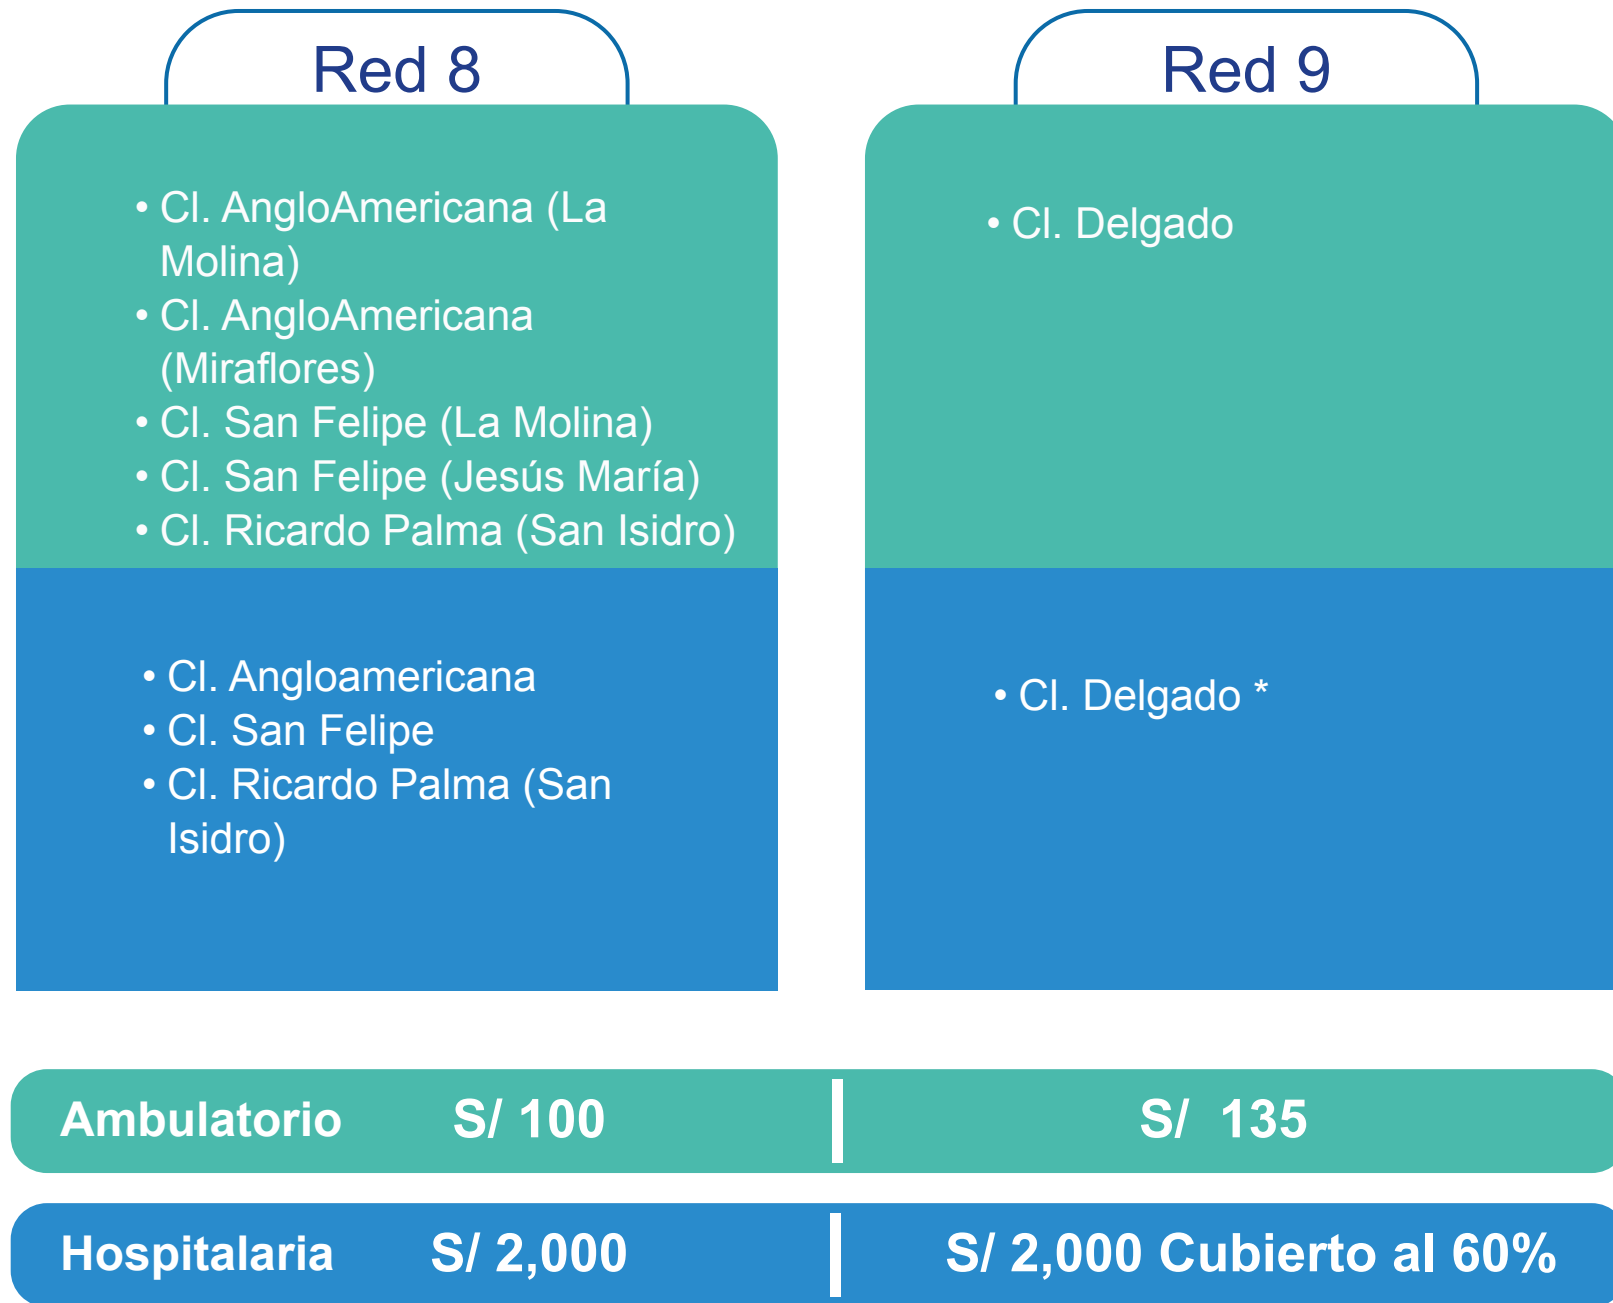 Red 8
• Cl. AngloAmericana (La
Molina)
• Cl. AngloAmericana
(Miraflores)
• Cl. San Felipe (La Molina)
• Cl. San Felipe (Jesús María)
• Cl. Ricardo Palma (San Isidro)
• Cl. Angloamericana
• Cl. San Felipe
• Cl. Ricardo Palma (San
Isidro)
Red 9
• Cl. Delgado
• Cl. Delgado *
Ambulatorio S/ 100 S/ 135
Hospitalaria S/ 2,000 S/ 2,000 Cubierto al 60%